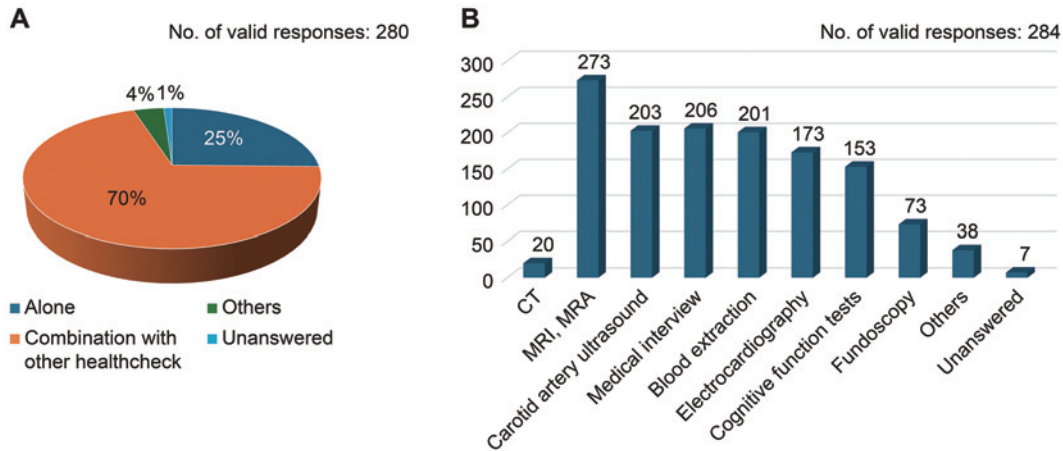 A
No. of valid responses: 280
4% 1%
25%
70%
Alone
Others
Combination with
other healthcheck
Unanswered
B
No. of valid responses: 284
300
250
200
150
100
50
0
20
273
203
206
201
173
153
73
38
7
CT
MRI, MRA
Carotid artery ultrasound
Medical interview
Blood extraction
Electrocardiography
Cognitive function tests
Fundoscopy
Others
Unanswered